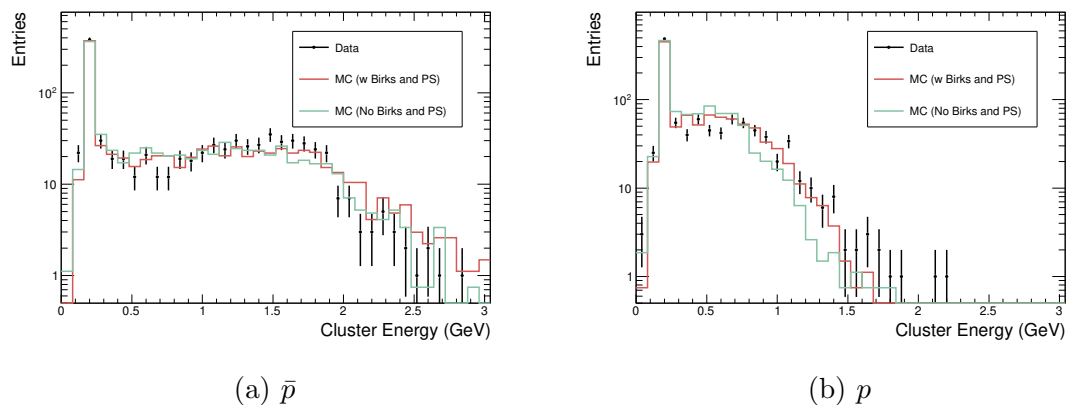 Entries
10²
10
1
Data
MC (w Birks and PS)
MC (No Birks and PS)
0 0.5 1 1.5 2 2.5 3
Cluster Energy (GeV)
(a) p̄
Entries
10²
10
1
Data
MC (w Birks and PS)
MC (No Birks and PS)
0 0.5 1 1.5 2 2.5 3
Cluster Energy (GeV)
(b) p